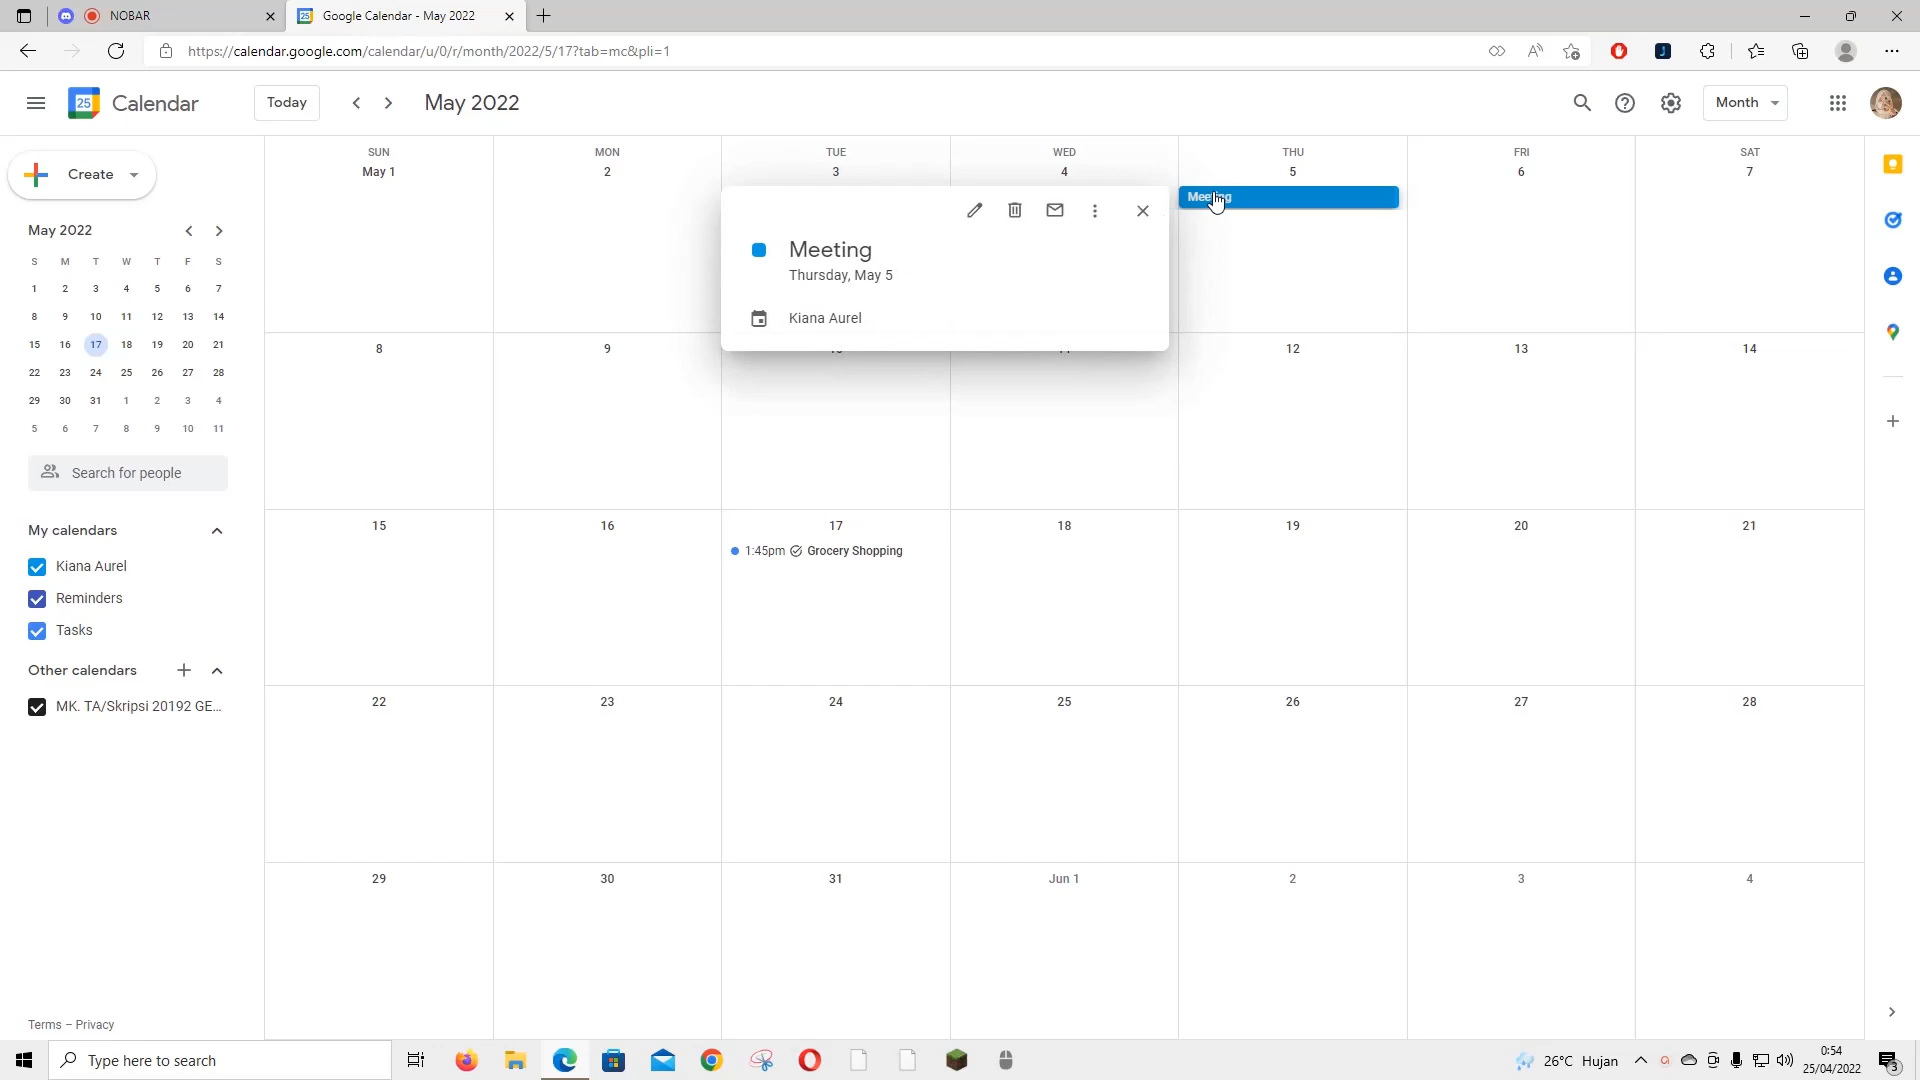 NOBAR
Google Calendar - May 2022
https://calendar.google.com/calendar/u/0/r/month/2022/5/17?tab=mc&pli=1
25 Calendar
Today
May 2022
Month
Create
May 2022
S M T W T F S
1 2 3 4 5 6 7
8 9 10 11 12 13 14
15 16 17 18 19 20 21
22 23 24 25 26 27 28
29 30 31 1 2 3 4
5 6 7 8 9 10 11
Search for people
My calendars
Kiana Aurel
Reminders
Tasks
Other calendars
MK. TA/Skripsi 20192 GE...
Terms – Privacy
SUN MON TUE WED THU FRI SAT
May 1 2 3 4 5 6 7
Meeting
Meeting
Thursday, May 5
Kiana Aurel
8 9 10 11 12 13 14
15 16 17 18 19 20 21
1:45pm Grocery Shopping
22 23 24 25 26 27 28
29 30 31 Jun 1 2 3 4
Type here to search
26°C Hujan
0:54
25/04/2022
3